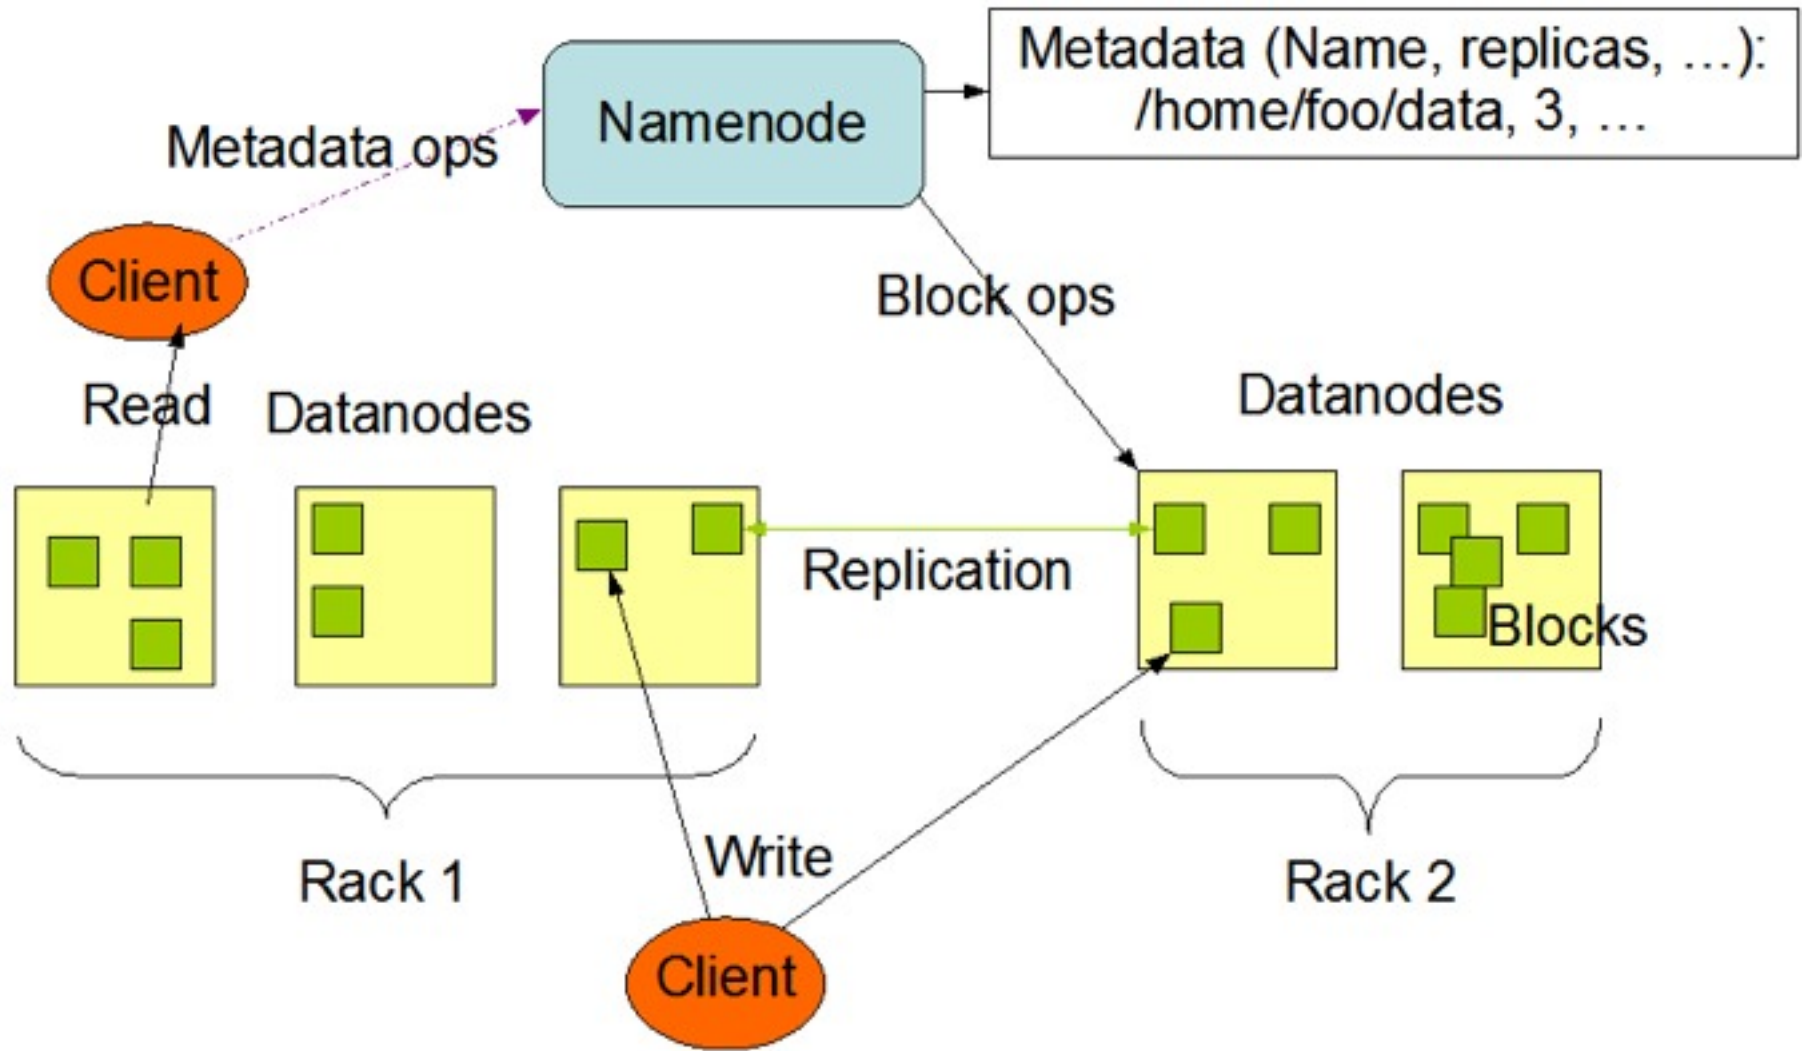 Metadata (Name, replicas, …):
/home/foo/data, 3, …
Namenode
Metadata ops
Client
Block ops
Read
Datanodes
Datanodes
Replication
Blocks
Rack 1
Write
Rack 2
Client